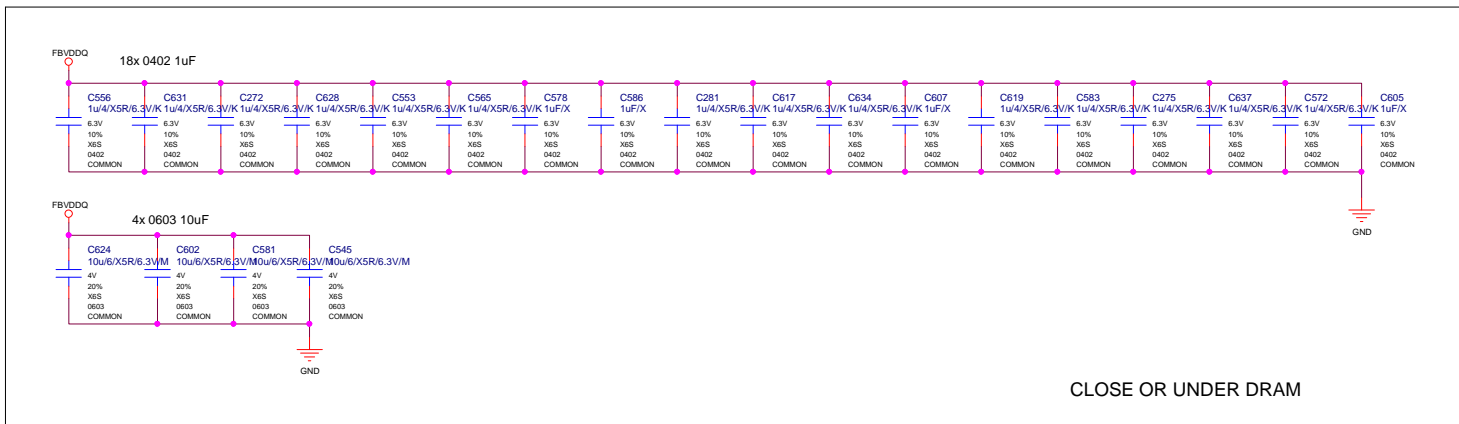 FBVDDQ
18x 0402 1uF
C556 C631 C272 C628 C553 C565 C578 C586 C281 C617 C634 C607 C619 C583 C275 C637 C572 C605
1u/4/X5R/6.3V/K 1u/4/X5R/6.3V/K 1u/4/X5R/6.3V/K 1u/4/X5R/6.3V/K 1u/4/X5R/6.3V/K 1u/4/X5R/6.3V/K 1uF/X 1uF/X 1u/4/X5R/6.3V/K 1u/4/X5R/6.3V/K 1u/4/X5R/6.3V/K 1uF/X 1u/4/X5R/6.3V/K 1u/4/X5R/6.3V/K 1u/4/X5R/6.3V/K 1u/4/X5R/6.3V/K 1u/4/X5R/6.3V/K 1uF/X
6.3V 6.3V 6.3V 6.3V 6.3V 6.3V 6.3V 6.3V 6.3V 6.3V 6.3V 6.3V 6.3V 6.3V 6.3V 6.3V 6.3V 6.3V
10% 10% 10% 10% 10% 10% 10% 10% 10% 10% 10% 10% 10% 10% 10% 10% 10% 10%
X6S X6S X6S X6S X6S X6S X6S X6S X6S X6S X6S X6S X6S X6S X6S X6S X6S X6S
0402 0402 0402 0402 0402 0402 0402 0402 0402 0402 0402 0402 0402 0402 0402 0402 0402 0402
COMMON COMMON COMMON COMMON COMMON COMMON COMMON COMMON COMMON COMMON COMMON COMMON COMMON COMMON COMMON COMMON COMMON COMMON
GND
FBVDDQ
4x 0603 10uF
C624 C602 C581 C545
10u/6/X5R/6.3V/M 10u/6/X5R/6.3V/M 10u/6/X5R/6.3V/M 10u/6/X5R/6.3V/M
4V 4V 4V 4V
20% 20% 20% 20%
X6S X6S X6S X6S
0603 0603 0603 0603
COMMON COMMON COMMON COMMON
GND
CLOSE OR UNDER DRAM